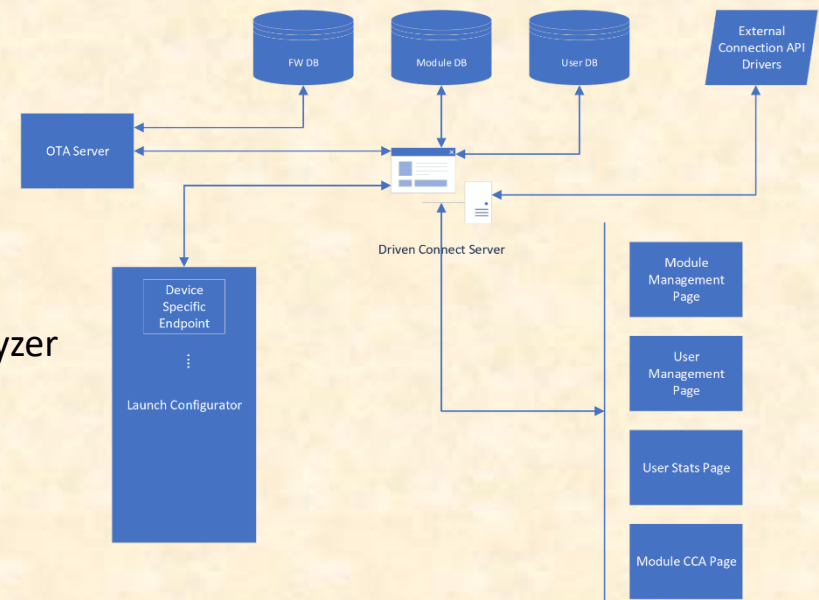 FW DB
Module DB
User DB
External
Connection API
Drivers
OTA Server
Driven Connect Server
Device
Specific
Endpoint
Launch Configurator
yzer
Module
Management
Page
User
Management
Page
User Stats Page
Module CCA Page